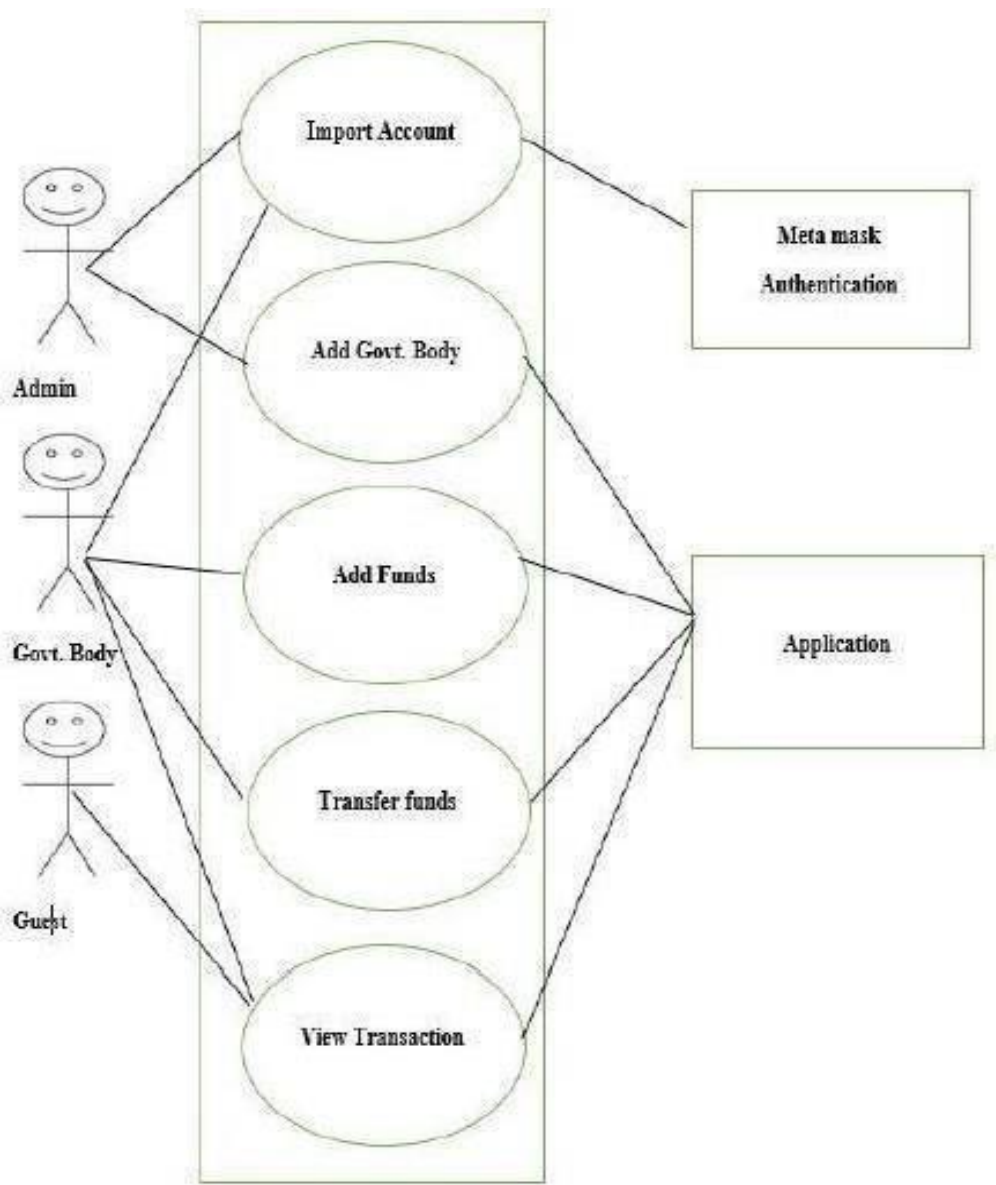 Import Account
Meta mask
Authentication
Add Govt. Body
Admin
Add Funds
Govt. Body
Application
Transfer funds
Guest
View Transaction